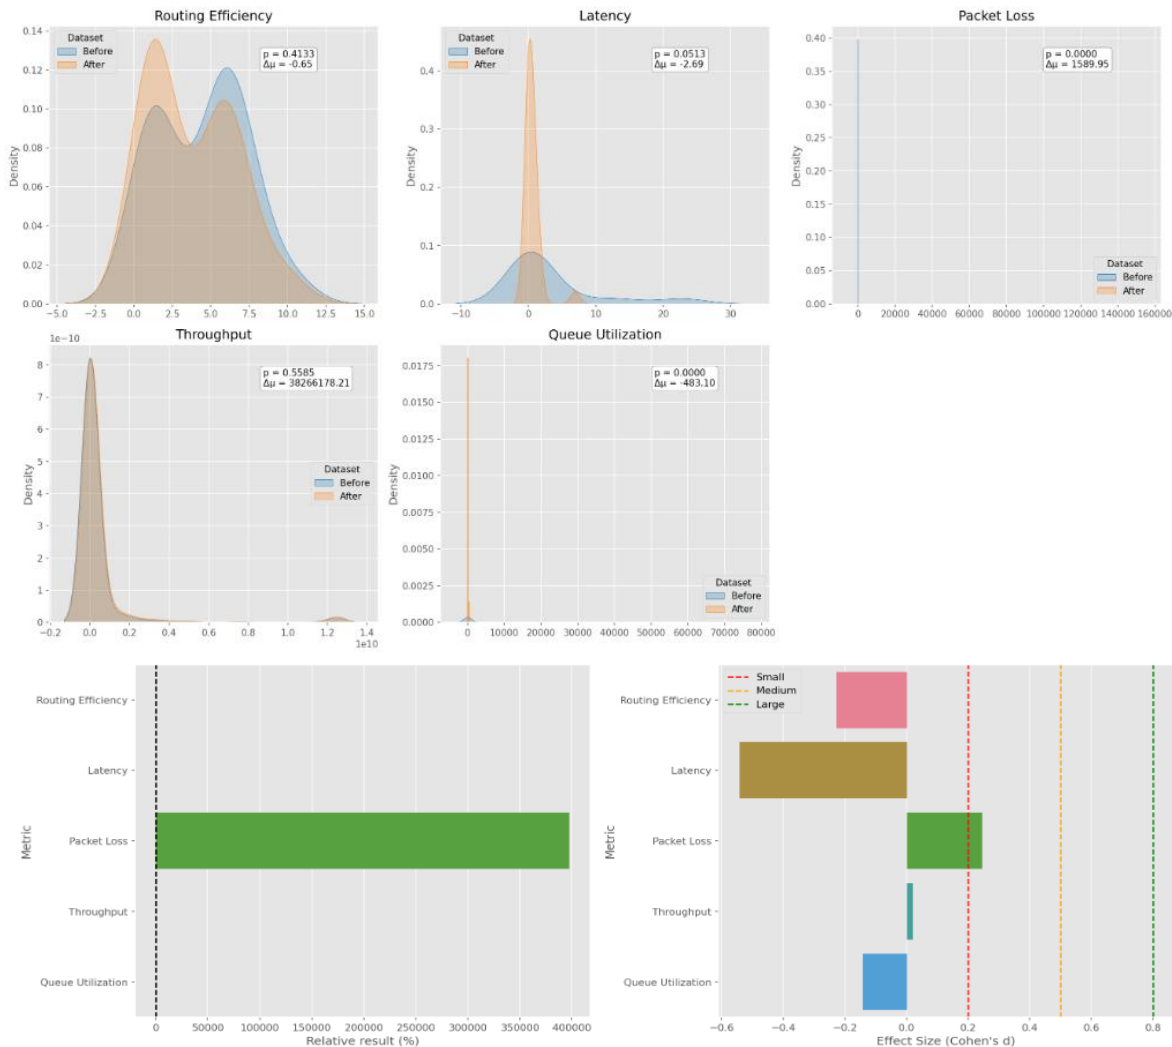 Routing Efficiency
Dataset
Before
After
p = 0.4133
Δμ = -0.65
Density
0.14
0.12
0.10
0.08
0.06
0.04
0.02
0.00
−5.0 −2.5 0.0 2.5 5.0 7.5 10.0 12.5 15.0
Latency
Dataset
Before
After
p = 0.0513
Δμ = -2.69
Density
0.4
0.3
0.2
0.1
0.0
−10 0 10 20 30
Packet Loss
p = 0.0000
Δμ = 1589.95
Density
0.40
0.35
0.30
0.25
0.20
0.15
0.10
0.05
0.00
Dataset
Before
After
0 20000 40000 60000 80000 100000 120000 140000 160000
Throughput
1e−10
p = 0.5585
Δμ = 38266178.21
Density
8
7
6
5
4
3
2
1
0
Dataset
Before
After
−0.2 0.0 0.2 0.4 0.6 0.8 1.0 1.2 1.4
1e10
Queue Utilization
p = 0.0000
Δμ = -483.10
Density
0.0175
0.0150
0.0125
0.0100
0.0075
0.0050
0.0025
0.0000
Dataset
Before
After
0 10000 20000 30000 40000 50000 60000 70000 80000
Metric
Routing Efficiency
Latency
Packet Loss
Throughput
Queue Utilization
0 50000 100000 150000 200000 250000 300000 350000 400000
Relative result (%)
Small
Medium
Large
Metric
Routing Efficiency
Latency
Packet Loss
Throughput
Queue Utilization
−0.6 −0.4 −0.2 0.0 0.2 0.4 0.6 0.8
Effect Size (Cohen's d)